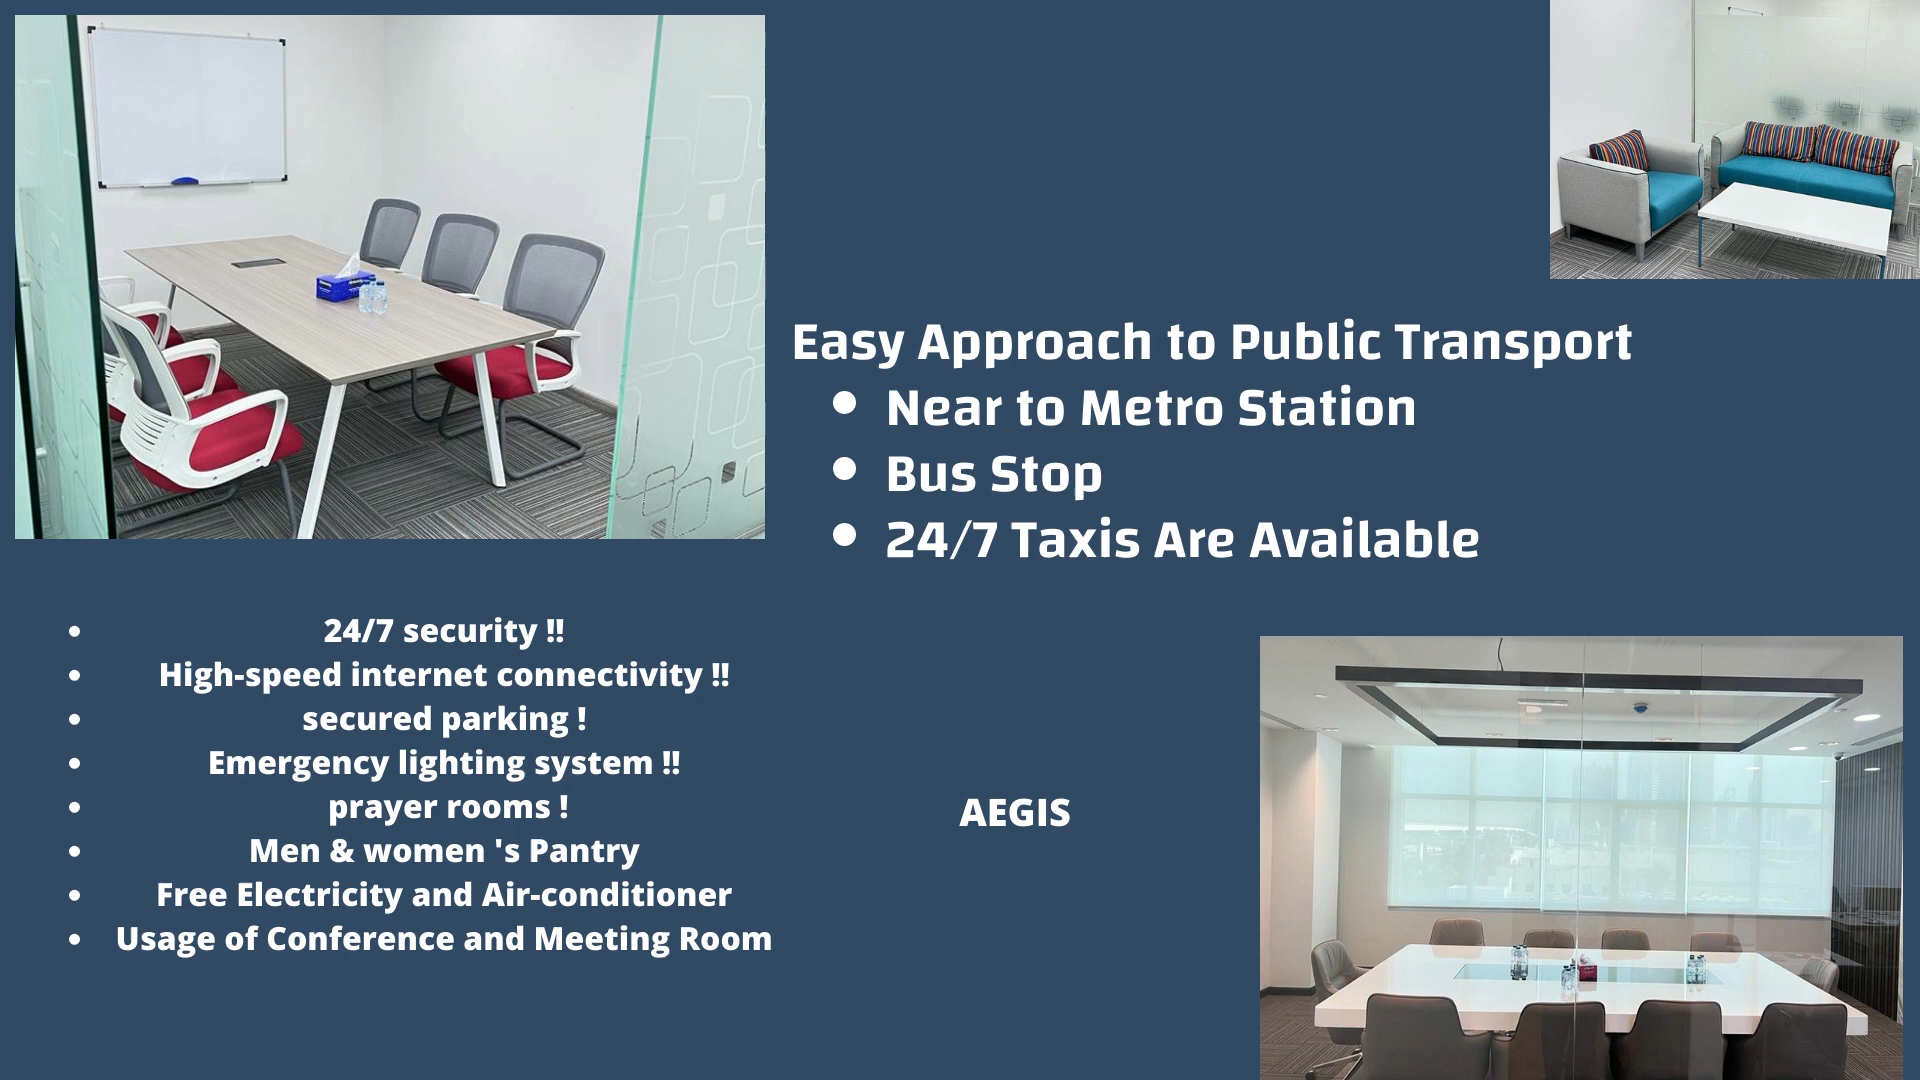 Easy Approach to Public Transport
Near to Metro Station
Bus Stop
24/7 Taxis Are Available
24/7 security !!
High-speed internet connectivity !!
secured parking !
Emergency lighting system !!
prayer rooms !
Men & women 's Pantry
Free Electricity and Air-conditioner
Usage of Conference and Meeting Room
AEGIS